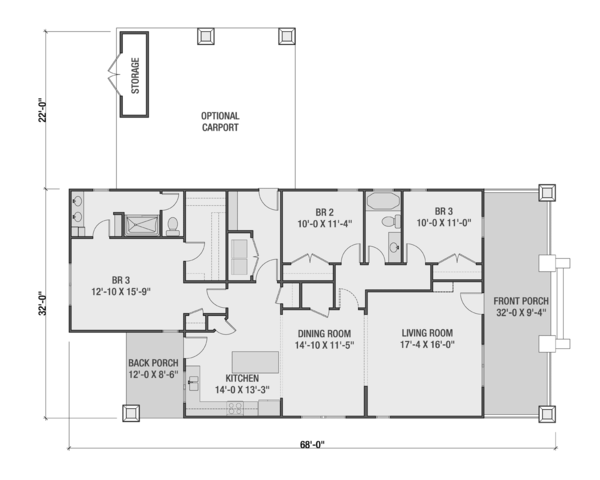 STORAGE
22'-0"
OPTIONAL
CARPORT
BR 2
10'-0 X 11'-4"
BR 3
10'-0 X 11'-0"
BR 3
12'-10 X 15'-9"
32'-0"
FRONT PORCH
32'-0 X 9'-4"
DINING ROOM
14'-10 X 11'-5"
LIVING ROOM
17'-4 X 16'-0"
BACK PORCH
12'-0 X 8'-6"
KITCHEN
14'-0 X 13'-3"
68'-0"